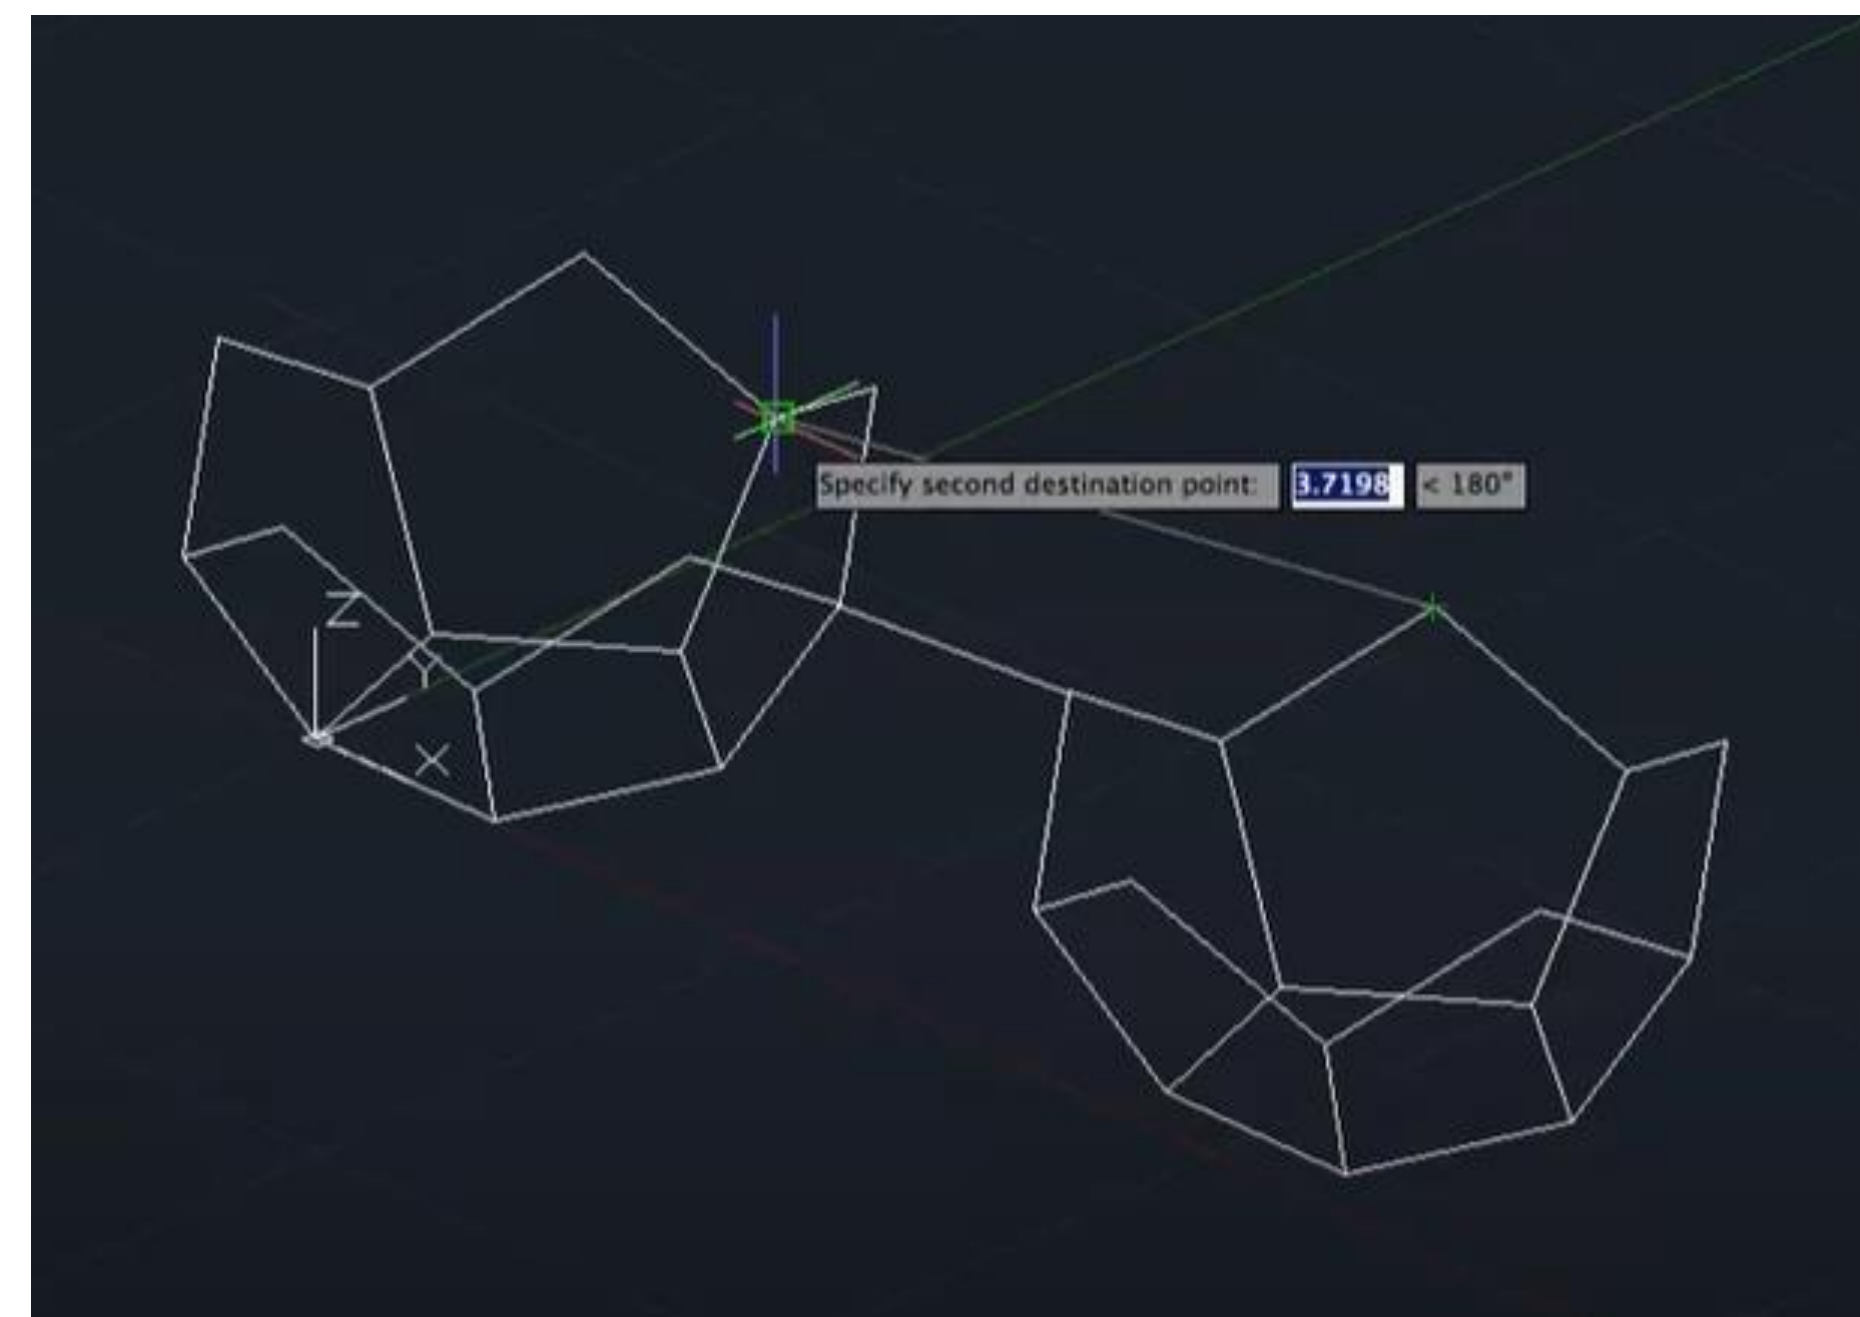 Specify second destination point: 3.7198 < 180°
Z
Y
X